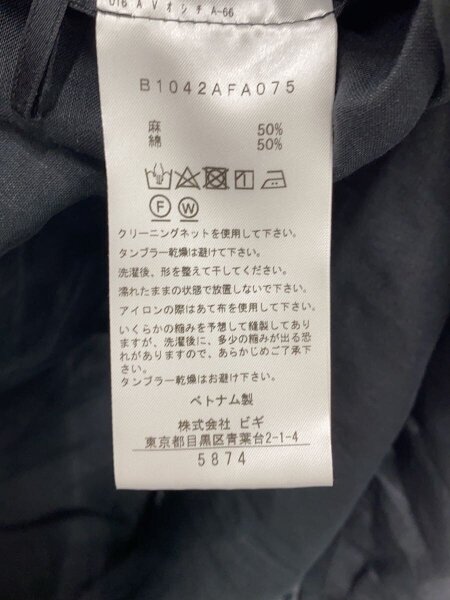 016 A V オシチ A-66
B1042AFA075
麻 50%
綿 50%
F W
クリーニングネットを使用して下さい。
タンブラー乾燥は避けて下さい。
洗濯後、形を整えて干してください。
濡れたままの状態で放置しないで下さい。
アイロンの際はあて布を使用して下さい。
いくらかの縮みを予想して縫製してあり
ますが、洗濯後に、多少の縮みが出る恐
れがありますので、あらかじめご了承
下さい。
タンブラー乾燥はお避け下さい。
ベトナム製
株式会社 ビギ
東京都目黒区青葉台2-1-4
5874